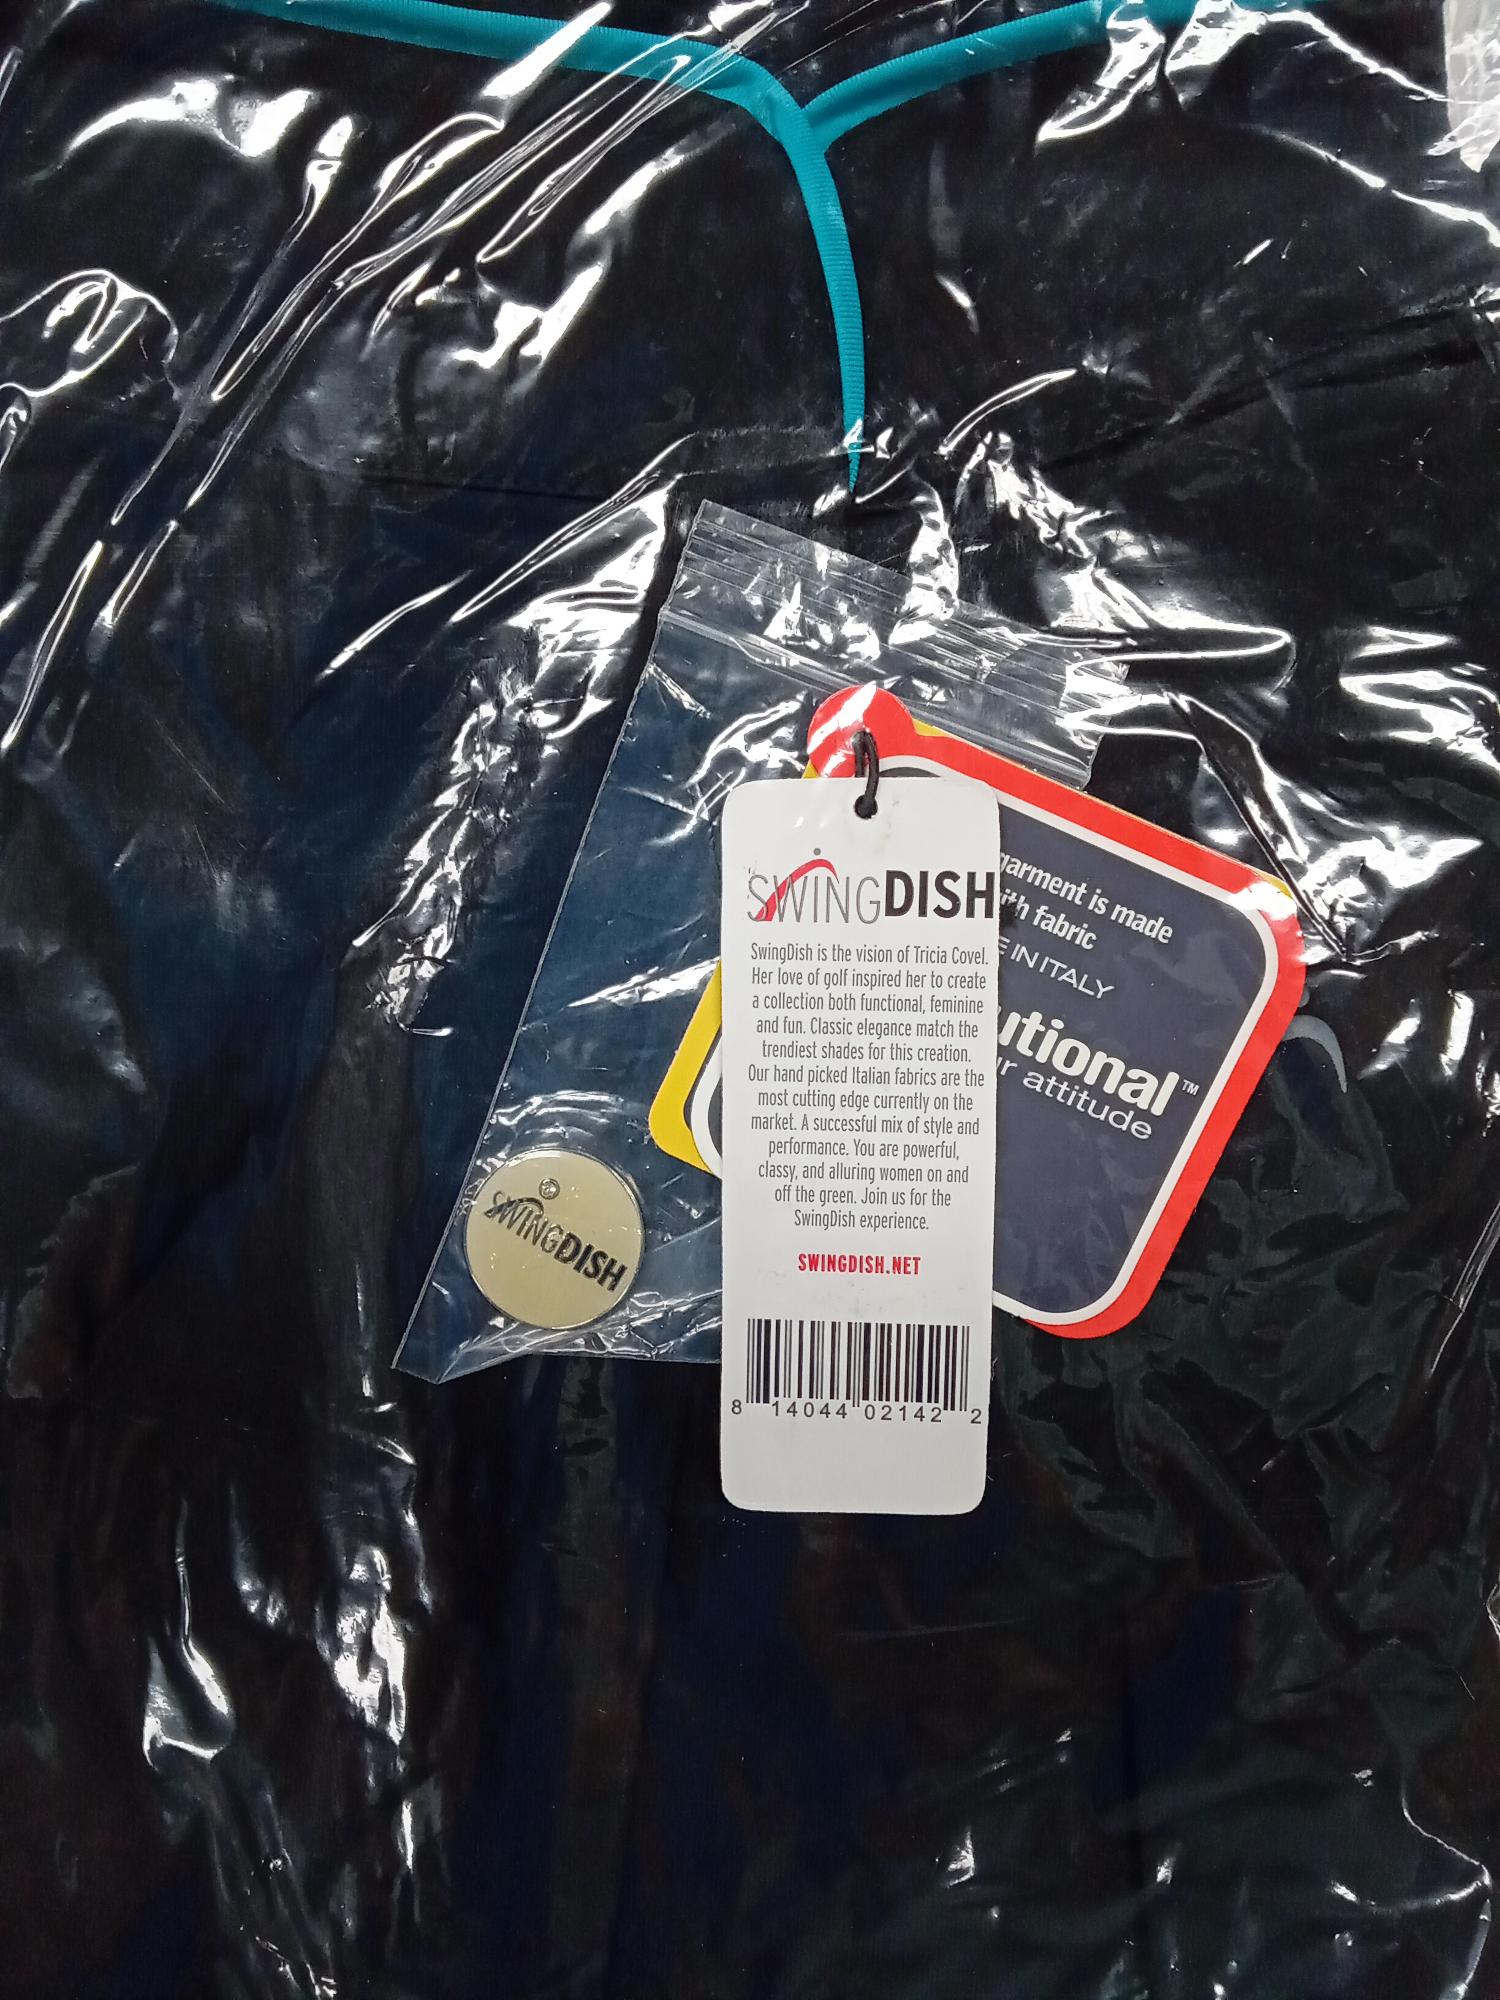 SWINGDISH
SwingDish is the vision of Tricia Covel.
Her love of golf inspired her to create
a collection both functional, feminine
and fun. Classic elegance match the
trendiest shades for this creation.
Our hand picked Italian fabrics are the
most cutting edge currently on the
market. A successful mix of style and
performance. You are powerful,
classy, and alluring women on and
off the green. Join us for the
SwingDish experience.
SWINGDISH.NET
8 14044 02142 2
garment is made
ith fabric
E IN ITALY
utional™
r attitude
SWINGDISH